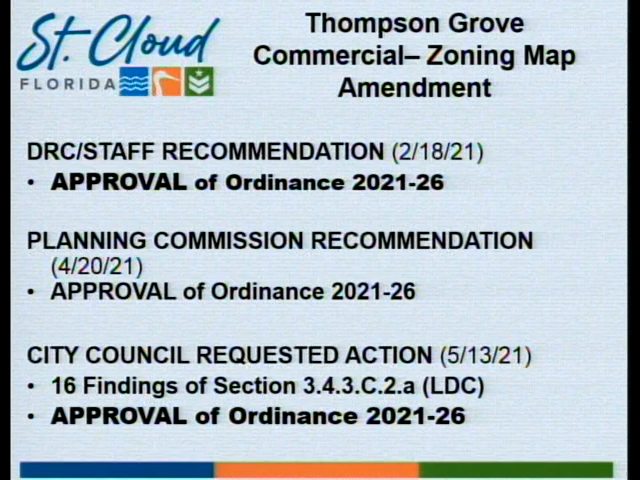 St. Cloud
FLORIDA
Thompson Grove
Commercial– Zoning Map
Amendment
DRC/STAFF RECOMMENDATION (2/18/21)
• APPROVAL of Ordinance 2021-26
PLANNING COMMISSION RECOMMENDATION
(4/20/21)
• APPROVAL of Ordinance 2021-26
CITY COUNCIL REQUESTED ACTION (5/13/21)
• 16 Findings of Section 3.4.3.C.2.a (LDC)
• APPROVAL of Ordinance 2021-26